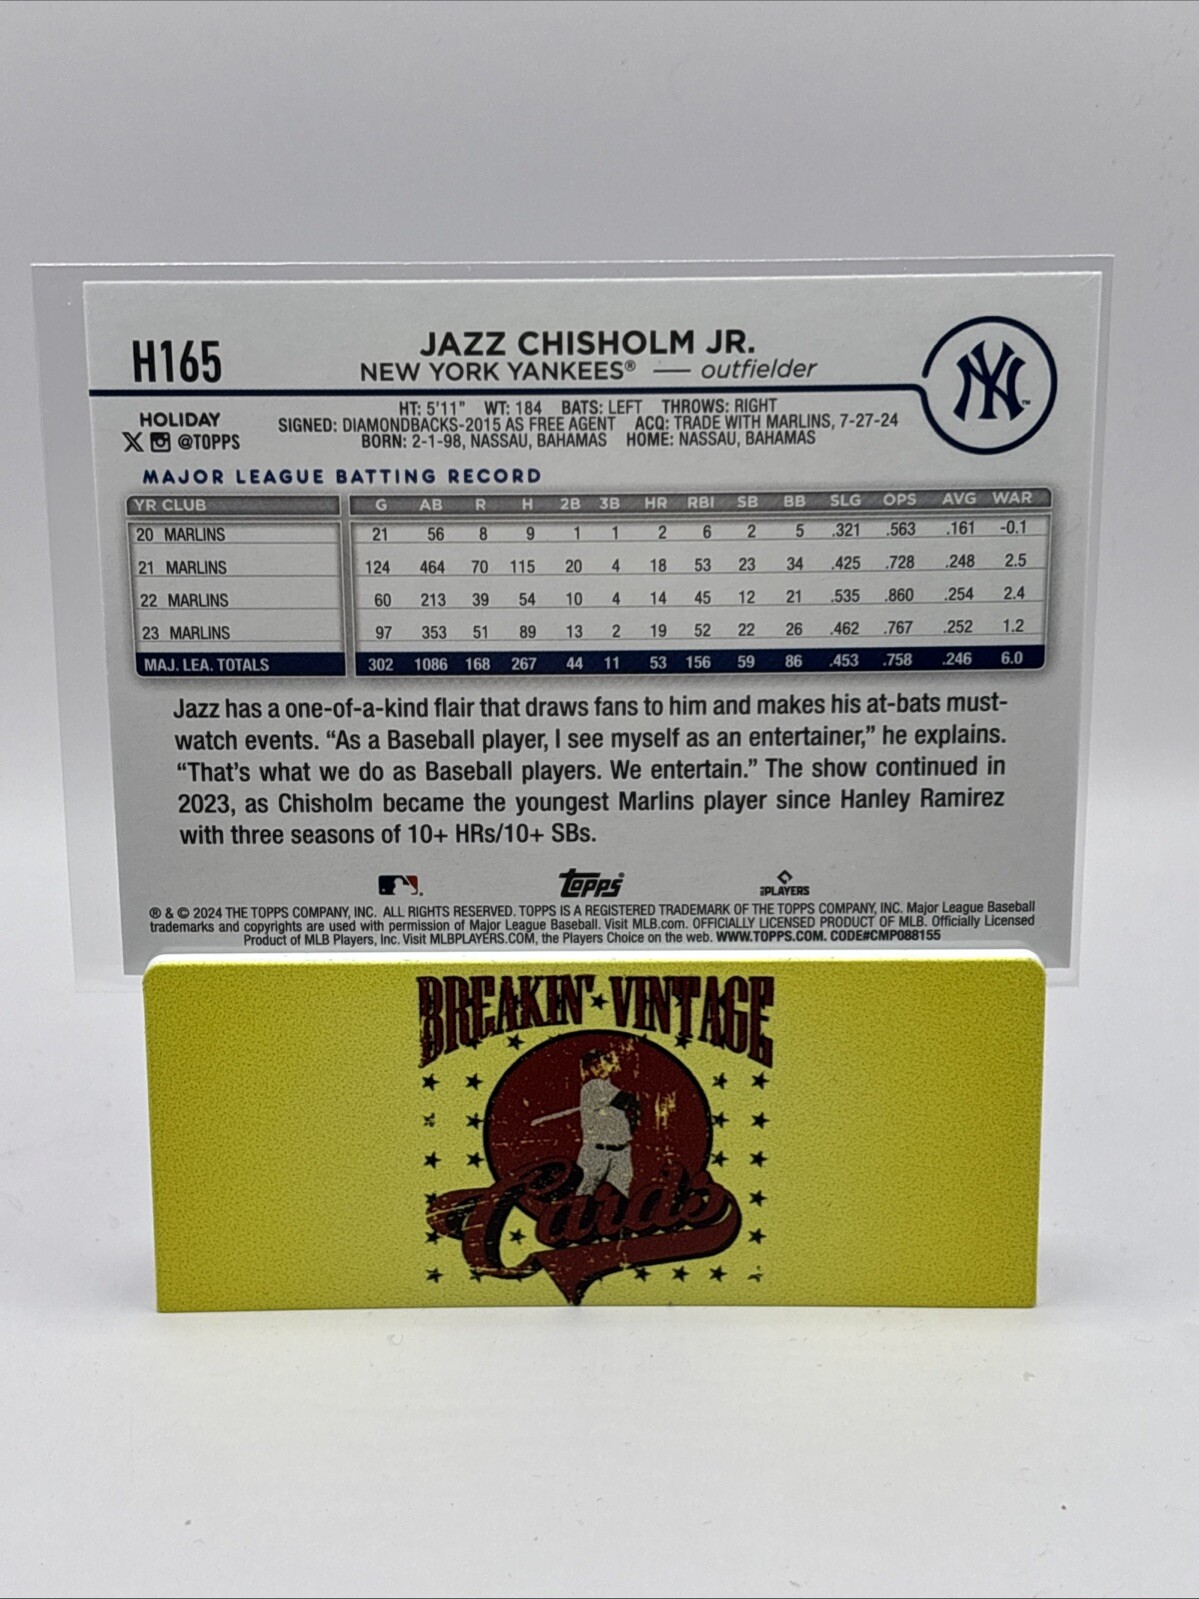 H165
JAZZ CHISHOLM JR.
NEW YORK YANKEES® — outfielder
NY ™
HOLIDAY
X @TOPPS
HT: 5'11" WT: 184 BATS: LEFT THROWS: RIGHT
SIGNED: DIAMONDBACKS-2015 AS FREE AGENT ACQ: TRADE WITH MARLINS, 7-27-24
BORN: 2-1-98, NASSAU, BAHAMAS HOME: NASSAU, BAHAMAS
MAJOR LEAGUE BATTING RECORD
YR CLUB G AB R H 2B 3B HR RBI SB BB SLG OPS AVG WAR
20 MARLINS 21 56 8 9 1 1 2 6 2 5 .321 .563 .161 -0.1
21 MARLINS 124 464 70 115 20 4 18 53 23 34 .425 .728 .248 2.5
22 MARLINS 60 213 39 54 10 4 14 45 12 21 .535 .860 .254 2.4
23 MARLINS 97 353 51 89 13 2 19 52 22 26 .462 .767 .252 1.2
MAJ. LEA. TOTALS 302 1086 168 267 44 11 53 156 59 86 .453 .758 .246 6.0
Jazz has a one-of-a-kind flair that draws fans to him and makes his at-bats must-
watch events. “As a Baseball player, I see myself as an entertainer,” he explains.
“That’s what we do as Baseball players. We entertain.” The show continued in
2023, as Chisholm became the youngest Marlins player since Hanley Ramirez
with three seasons of 10+ HRs/10+ SBs.
Topps
PLAYERS
® & © 2024 THE TOPPS COMPANY, INC. ALL RIGHTS RESERVED. TOPPS IS A REGISTERED TRADEMARK OF THE TOPPS COMPANY, INC. Major League Baseball
trademarks and copyrights are used with permission of Major League Baseball. Visit MLB.com. OFFICIALLY LICENSED PRODUCT OF MLB. Officially Licensed
Product of MLB Players, Inc. Visit MLBPLAYERS.COM, the Players Choice on the web. WWW.TOPPS.COM. CODE#CMP088155
BREAKIN' VINTAGE
Cards